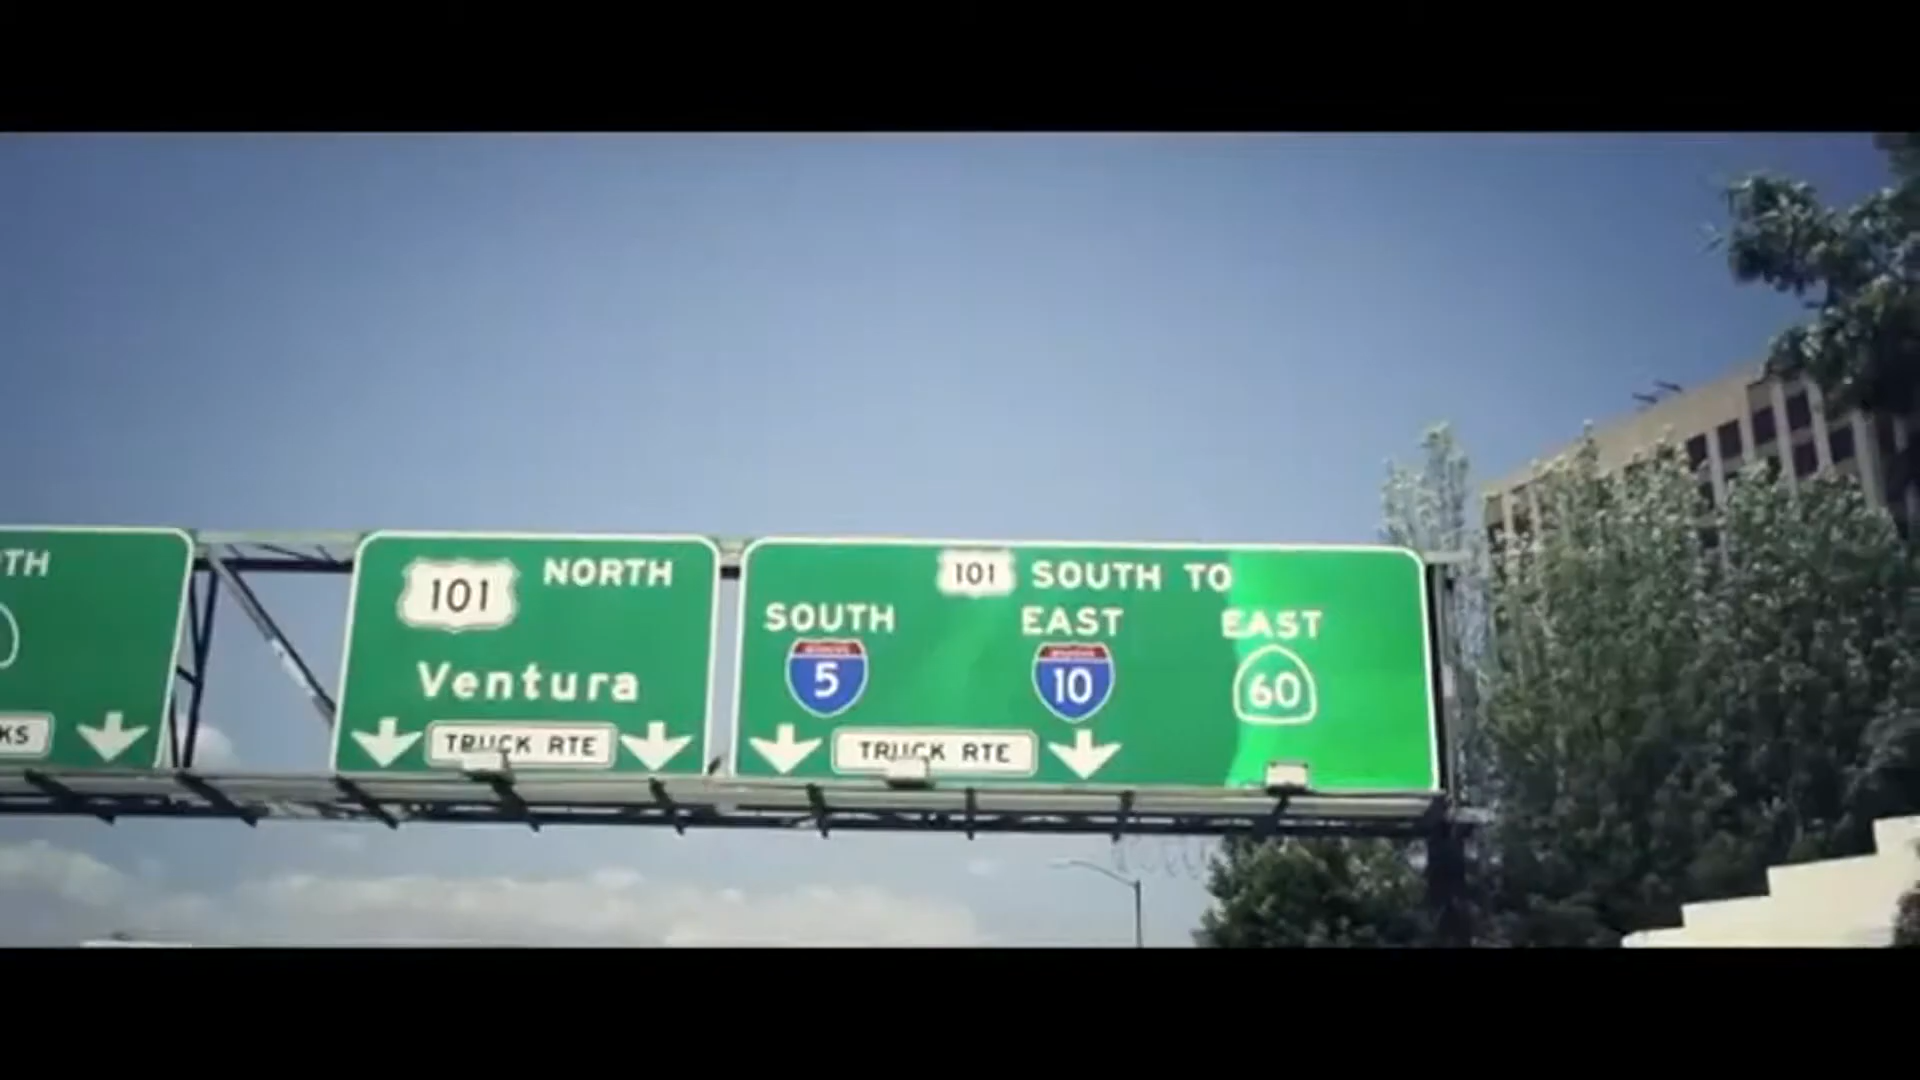 101 NORTH
Ventura
TRUCK RTE
101 SOUTH TO
SOUTH EAST EAST
5 10 60
TRUCK RTE